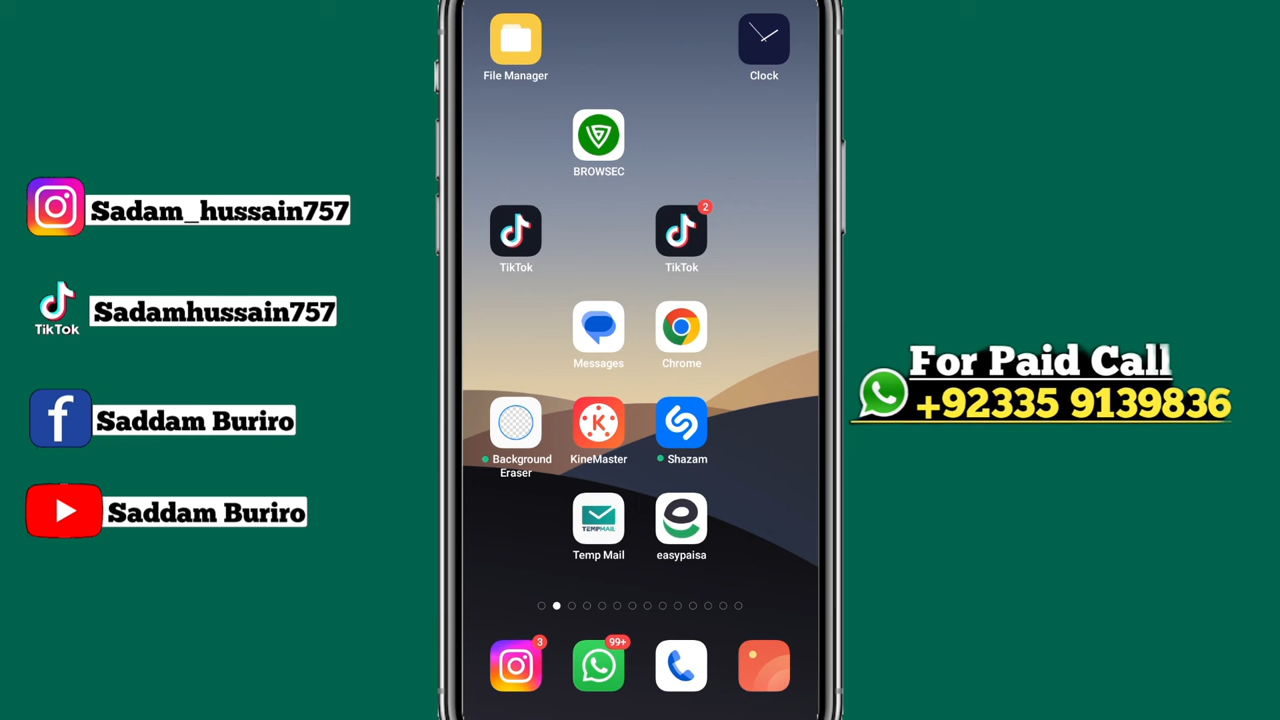 File Manager
Clock
BROWSEC
TikTok
2
TikTok
Messages
Chrome
Background
Eraser
K
KineMaster
Shazam
TEMPMAIL
Temp Mail
easypaisa
3
99+
Sadam_hussain757
TikTok
Sadamhussain757
f
Saddam Buriro
Saddam Buriro
For Paid Call
+92335 9139836